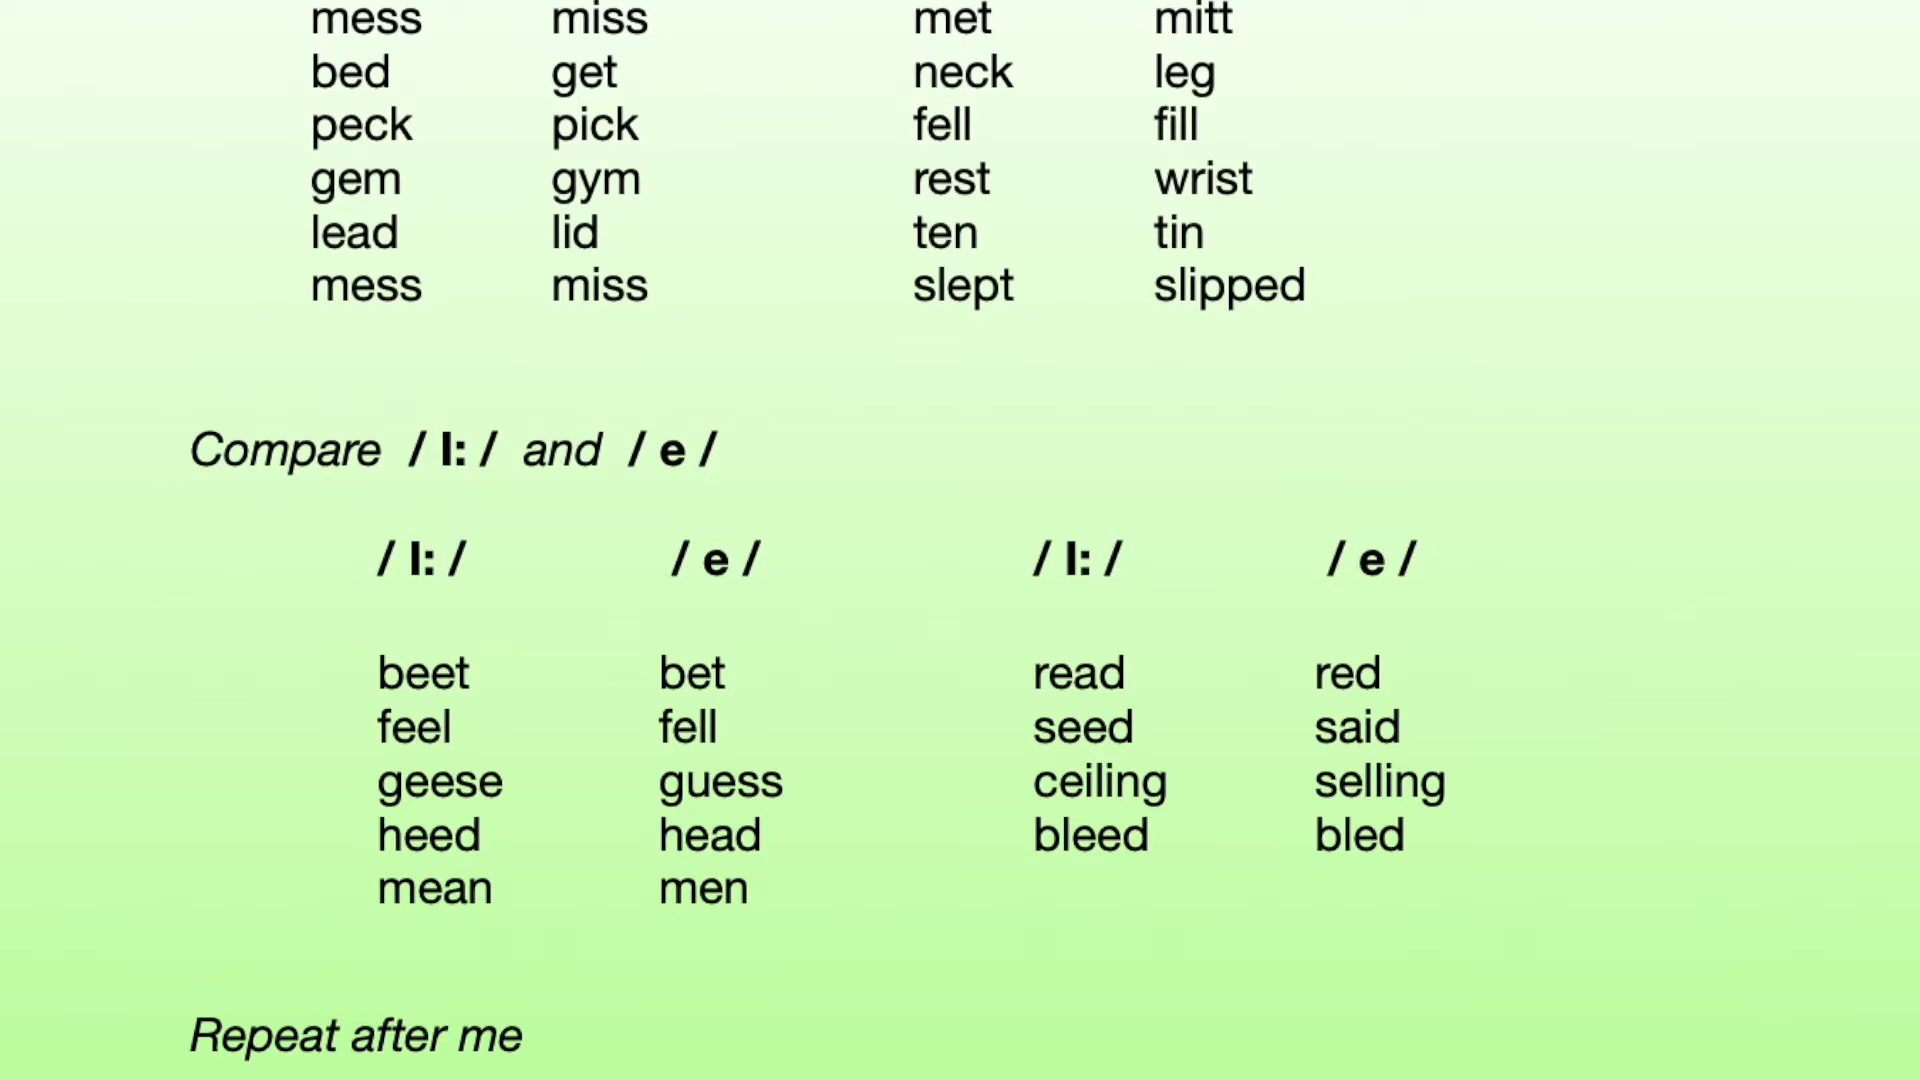 mess miss met mitt
bed get neck leg
peck pick fell fill
gem gym rest wrist
lead lid ten tin
mess miss slept slipped
Compare / I: / and / e /
/ I: / / e / / I: / / e /
beet bet read red
feel fell seed said
geese guess ceiling selling
heed head bleed bled
mean men
Repeat after me